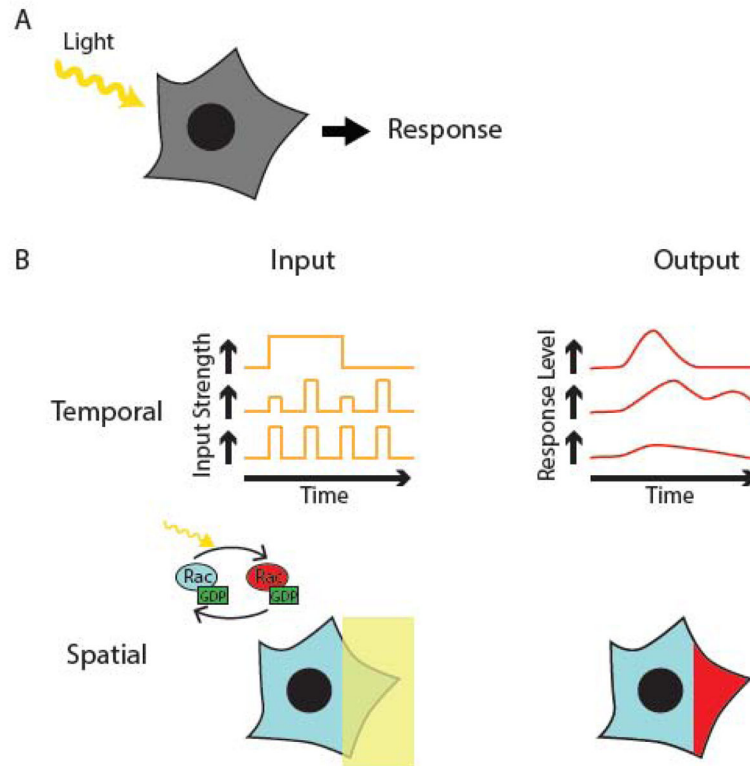 A
Light
Response
B
Input
Output
Temporal
Input Strength
Time
Response Level
Time
Rac
GDP
Rac
GDP
Spatial